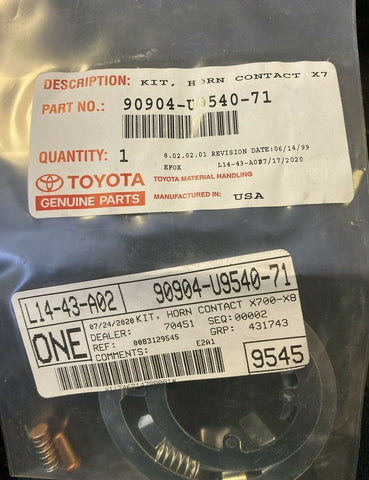 DESCRIPTION: KIT, HORN CONTACT X7
PART NO.: 90904-U9540-71
QUANTITY: 1
8.02.02.01 REVISION DATE:06/14/99
EFOX L14-43-A0B7/17/2020
TOYOTA
GENUINE PARTS
TOYOTA MATERIAL HANDLING
MANUFACTURED IN: USA
L14-43-A02 90904-U9540-71
ONE
07/24/2020 KIT, HORN CONTACT X700-X8
DEALER: 70451 SEQ:00002
REF: 8083129545 E2A1 GRP: 431743
COMMENTS:
9545